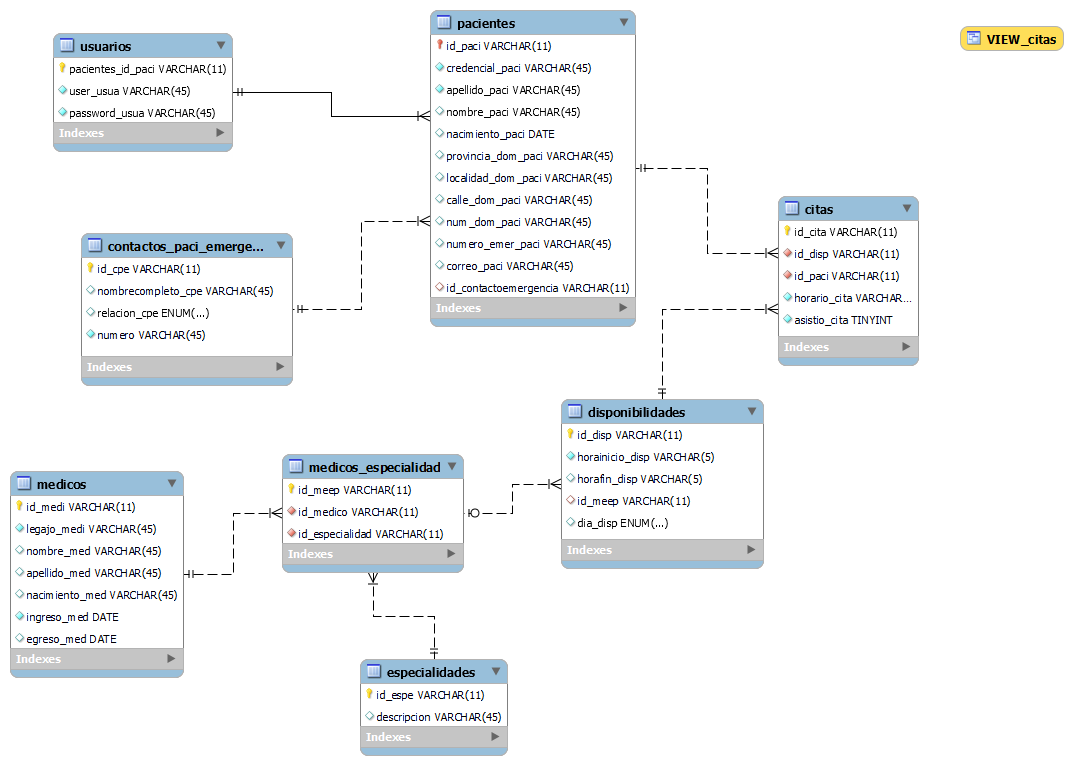 usuarios
pacientes_id_paci VARCHAR(11)
user_usua VARCHAR(45)
password_usua VARCHAR(45)
Indexes
pacientes
id_paci VARCHAR(11)
credencial_paci VARCHAR(45)
apellido_paci VARCHAR(45)
nombre_paci VARCHAR(45)
nacimiento_paci DATE
provincia_dom_paci VARCHAR(45)
localidad_dom_paci VARCHAR(45)
calle_dom_paci VARCHAR(45)
num_dom_paci VARCHAR(45)
numero_emer_paci VARCHAR(45)
correo_paci VARCHAR(45)
id_contactoemergencia VARCHAR(11)
Indexes
VIEW_citas
contactos_paci_emerge...
id_cpe VARCHAR(11)
nombrecompleto_cpe VARCHAR(45)
relacion_cpe ENUM(...)
numero VARCHAR(45)
Indexes
citas
id_cita VARCHAR(11)
id_disp VARCHAR(11)
id_paci VARCHAR(11)
horario_cita VARCHAR...
asistio_cita TINYINT
Indexes
disponibilidades
id_disp VARCHAR(11)
horainicio_disp VARCHAR(5)
horafin_disp VARCHAR(5)
id_meep VARCHAR(11)
dia_disp ENUM(...)
Indexes
medicos_especialidad
id_meep VARCHAR(11)
id_medico VARCHAR(11)
id_especialidad VARCHAR(11)
Indexes
medicos
id_medi VARCHAR(11)
legajo_medi VARCHAR(45)
nombre_med VARCHAR(45)
apellido_med VARCHAR(45)
nacimiento_med VARCHAR(45)
ingreso_med DATE
egreso_med DATE
Indexes
especialidades
id_espe VARCHAR(11)
descripcion VARCHAR(45)
Indexes